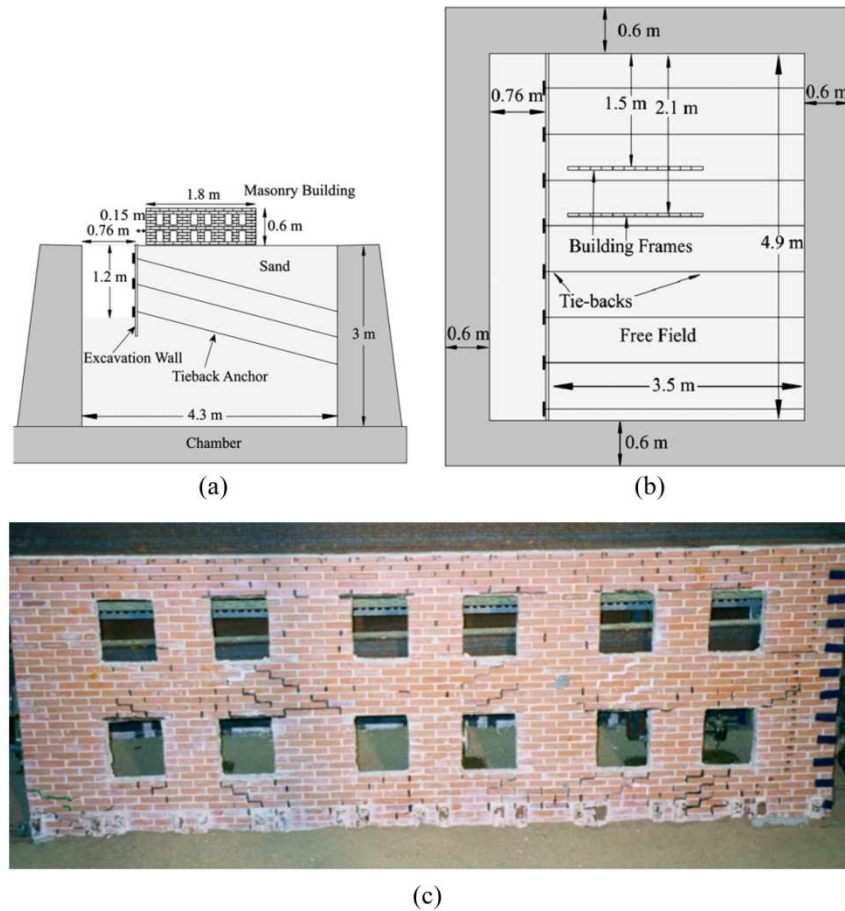 1.8 m
Masonry Building
0.15 m
0.76 m
0.6 m
Sand
1.2 m
3 m
Excavation Wall
Tieback Anchor
4.3 m
Chamber
(a)
0.6 m
0.76 m
0.6 m
1.5 m
2.1 m
Building Frames
4.9 m
Tie-backs
0.6 m
Free Field
3.5 m
0.6 m
(b)
(c)